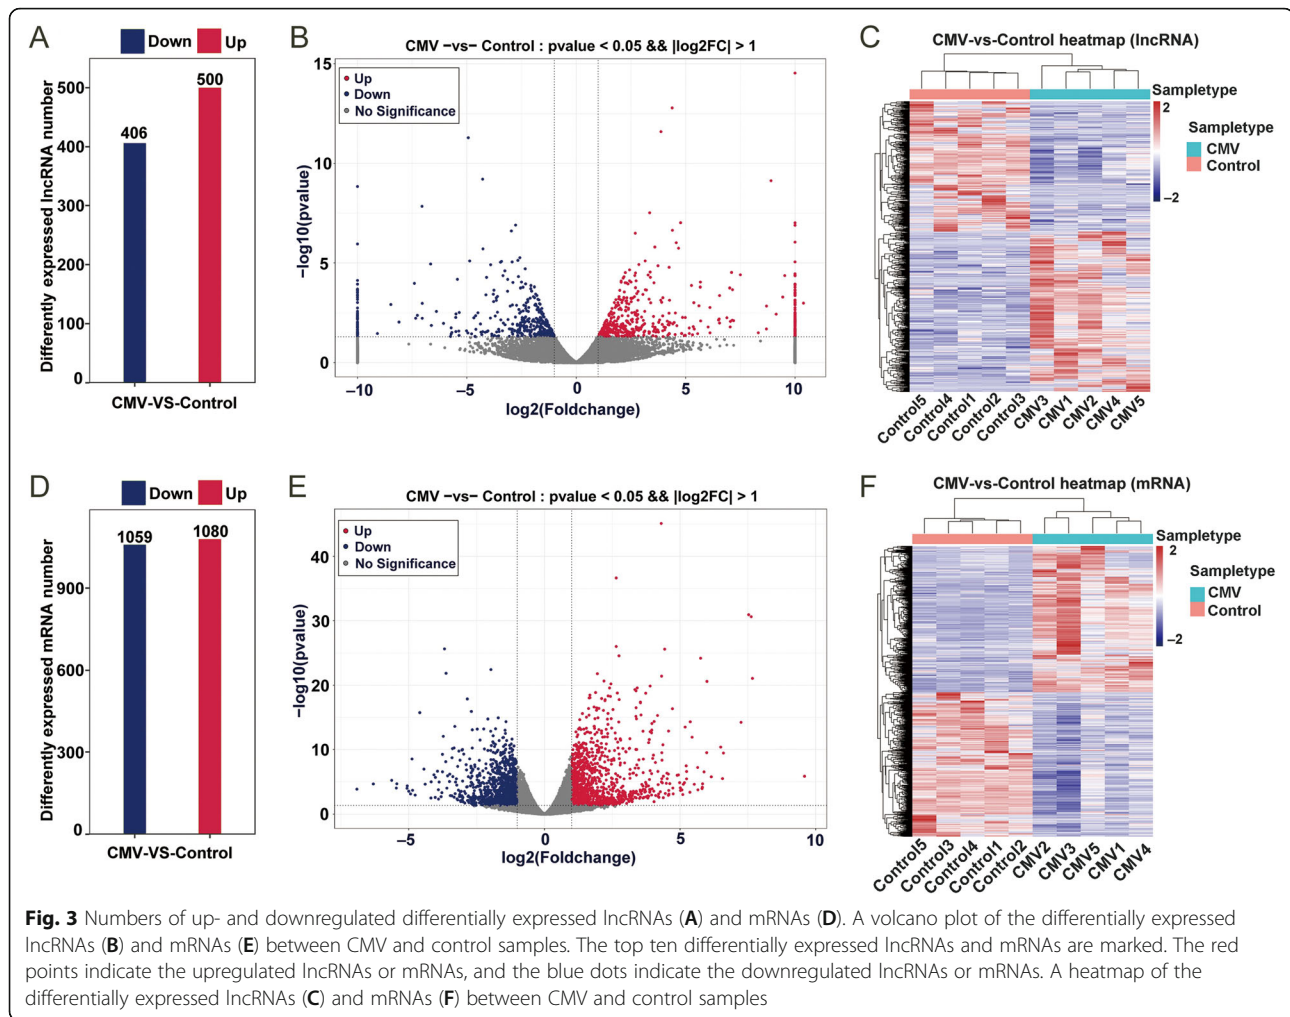 A
Down Up
500
406
500
400
300
200
100
0
Differently expressed lncRNA number
CMV-VS-Control
B
CMV −vs− Control : pvalue < 0.05 && |log2FC| > 1
Up
Down
No Significance
15
10
5
0
−log10(pvalue)
−10 −5 0 5 10
log2(Foldchange)
C
CMV-vs-Control heatmap (lncRNA)
Sampletype
2
−2
Sampletype
CMV
Control
Control5 Control4 Control1 Control2 Control3 CMV3 CMV1 CMV2 CMV4 CMV5
D
Down Up
1059 1080
900
600
300
0
Differently expressed mRNA number
CMV-VS-Control
E
CMV −vs− Control : pvalue < 0.05 && |log2FC| > 1
Up
Down
No Significance
40
30
20
10
0
−log10(pvalue)
−5 0 5 10
log2(Foldchange)
F
CMV-vs-Control heatmap (mRNA)
Sampletype
2
−2
Sampletype
CMV
Control
Control5 Control3 Control4 Control1 Control2 CMV2 CMV3 CMV5 CMV1 CMV4
Fig. 3 Numbers of up- and downregulated differentially expressed lncRNAs (A) and mRNAs (D). A volcano plot of the differentially expressed
lncRNAs (B) and mRNAs (E) between CMV and control samples. The top ten differentially expressed lncRNAs and mRNAs are marked. The red
points indicate the upregulated lncRNAs or mRNAs, and the blue dots indicate the downregulated lncRNAs or mRNAs. A heatmap of the
differentially expressed lncRNAs (C) and mRNAs (F) between CMV and control samples